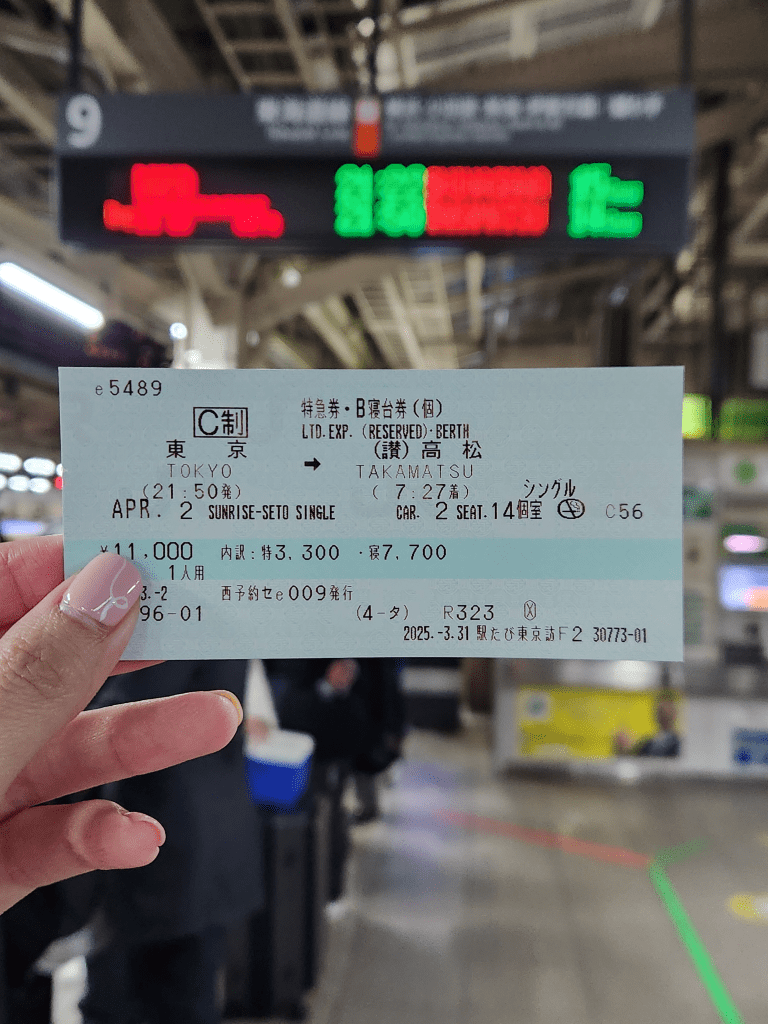 9
e5489
C制 特急券・B寝台券(個)
LTD.EXP. (RESERVED)・BERTH
東 京 ➡ (讃)高 松
TOKYO TAKAMATSU
(21:50発) ( 7:27着) シングル
APR. 2 SUNRISE-SETO SINGLE CAR. 2 SEAT.14個室 C56
¥11,000 内訳:特3,300 ・寝7,700
1人用
3.-2 西予約セe009発行
96-01 (4-タ) R323 Ⓧ
2025.-3.31 駅たび東京訪F2 30773-01